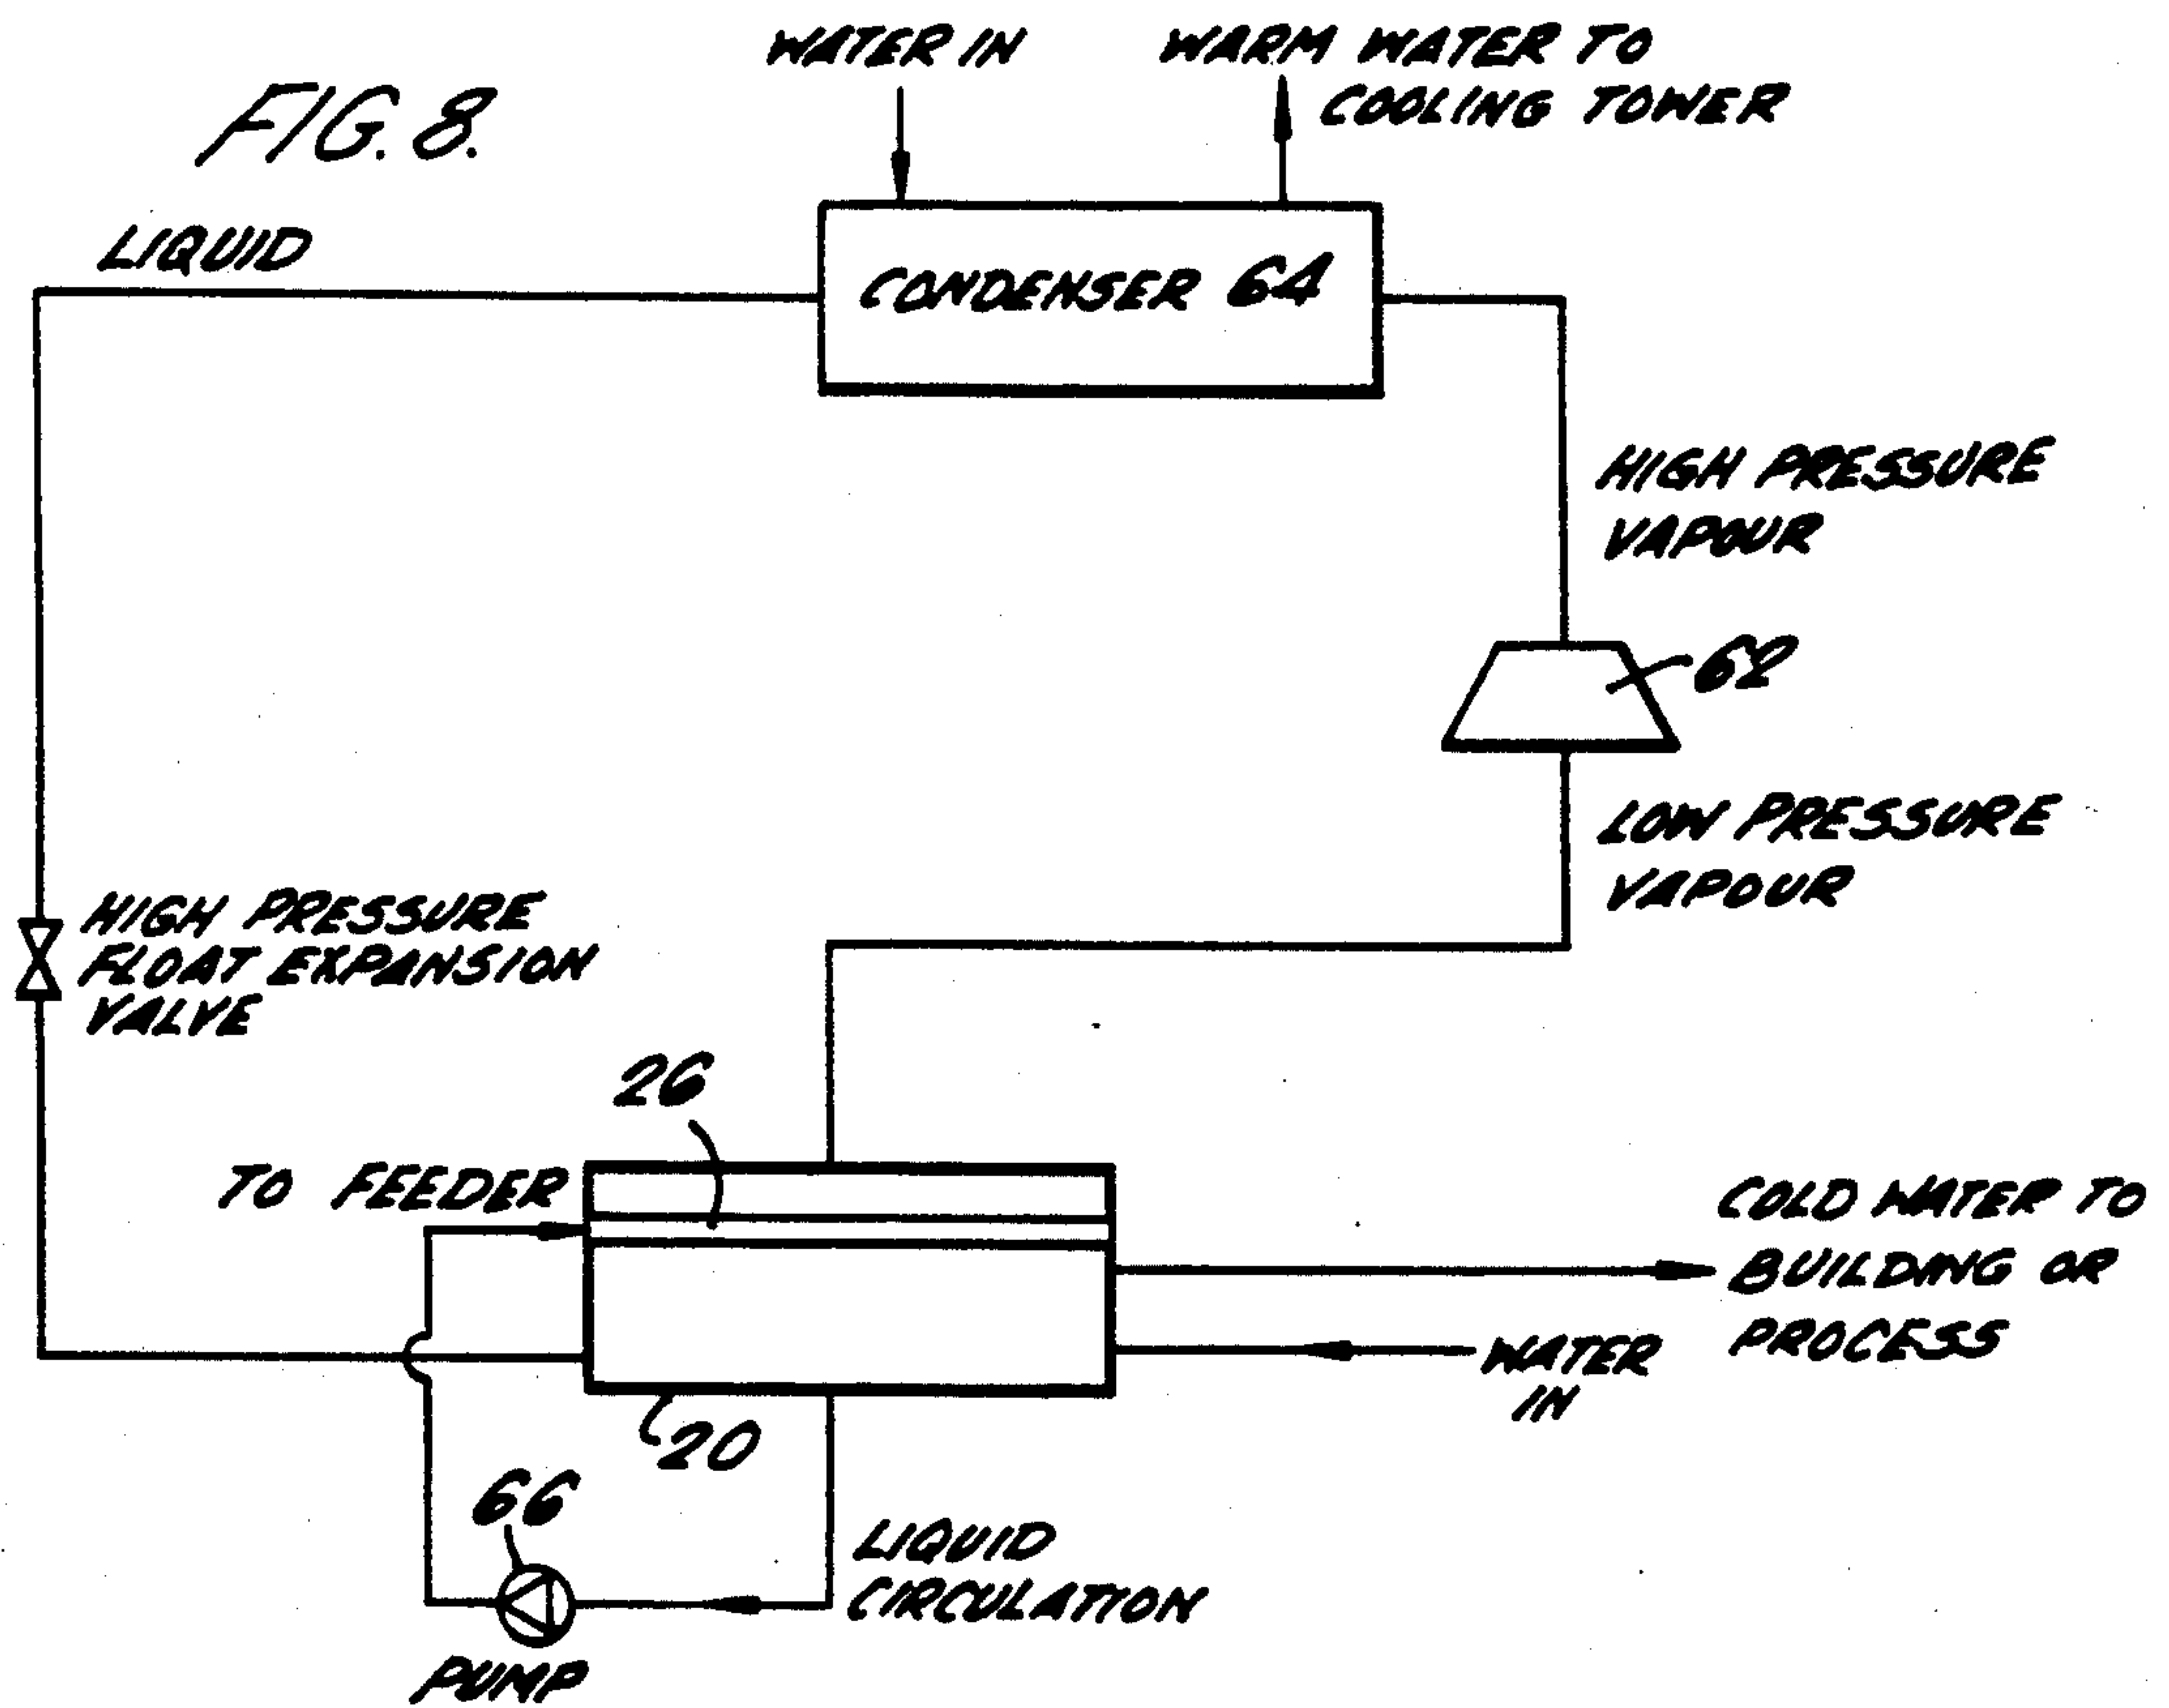 FIG. 8.
WATER IN
WARM WATER TO
COOLING TOWER
LIQUID
CONDENSER 64
HIGH PRESSURE
VAPOUR
62
LOW PRESSURE
VAPOUR
HIGH PRESSURE
FLOAT EXPANSION
VALVE
26
TO FEEDER
COLD WATER TO
BUILDING OR
PROCESS
WATER
IN
20
66
LIQUID
CIRCULATION
PUMP